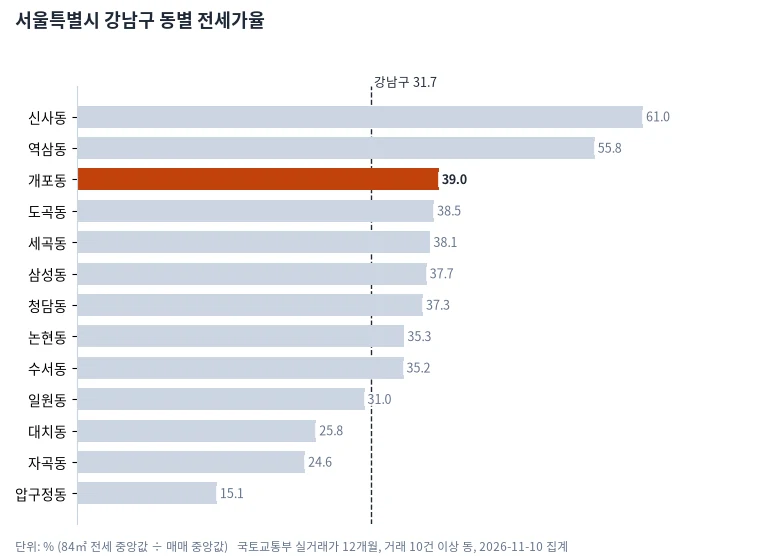 서울특별시 강남구 동별 전세가율
강남구 31.7
신사동 61.0
역삼동 55.8
개포동 39.0
도곡동 38.5
세곡동 38.1
삼성동 37.7
청담동 37.3
논현동 35.3
수서동 35.2
일원동 31.0
대치동 25.8
자곡동 24.6
압구정동 15.1
단위: % (84㎡ 전세 중앙값 ÷ 매매 중앙값) 국토교통부 실거래가 12개월, 거래 10건 이상 동, 2026-11-10 집계